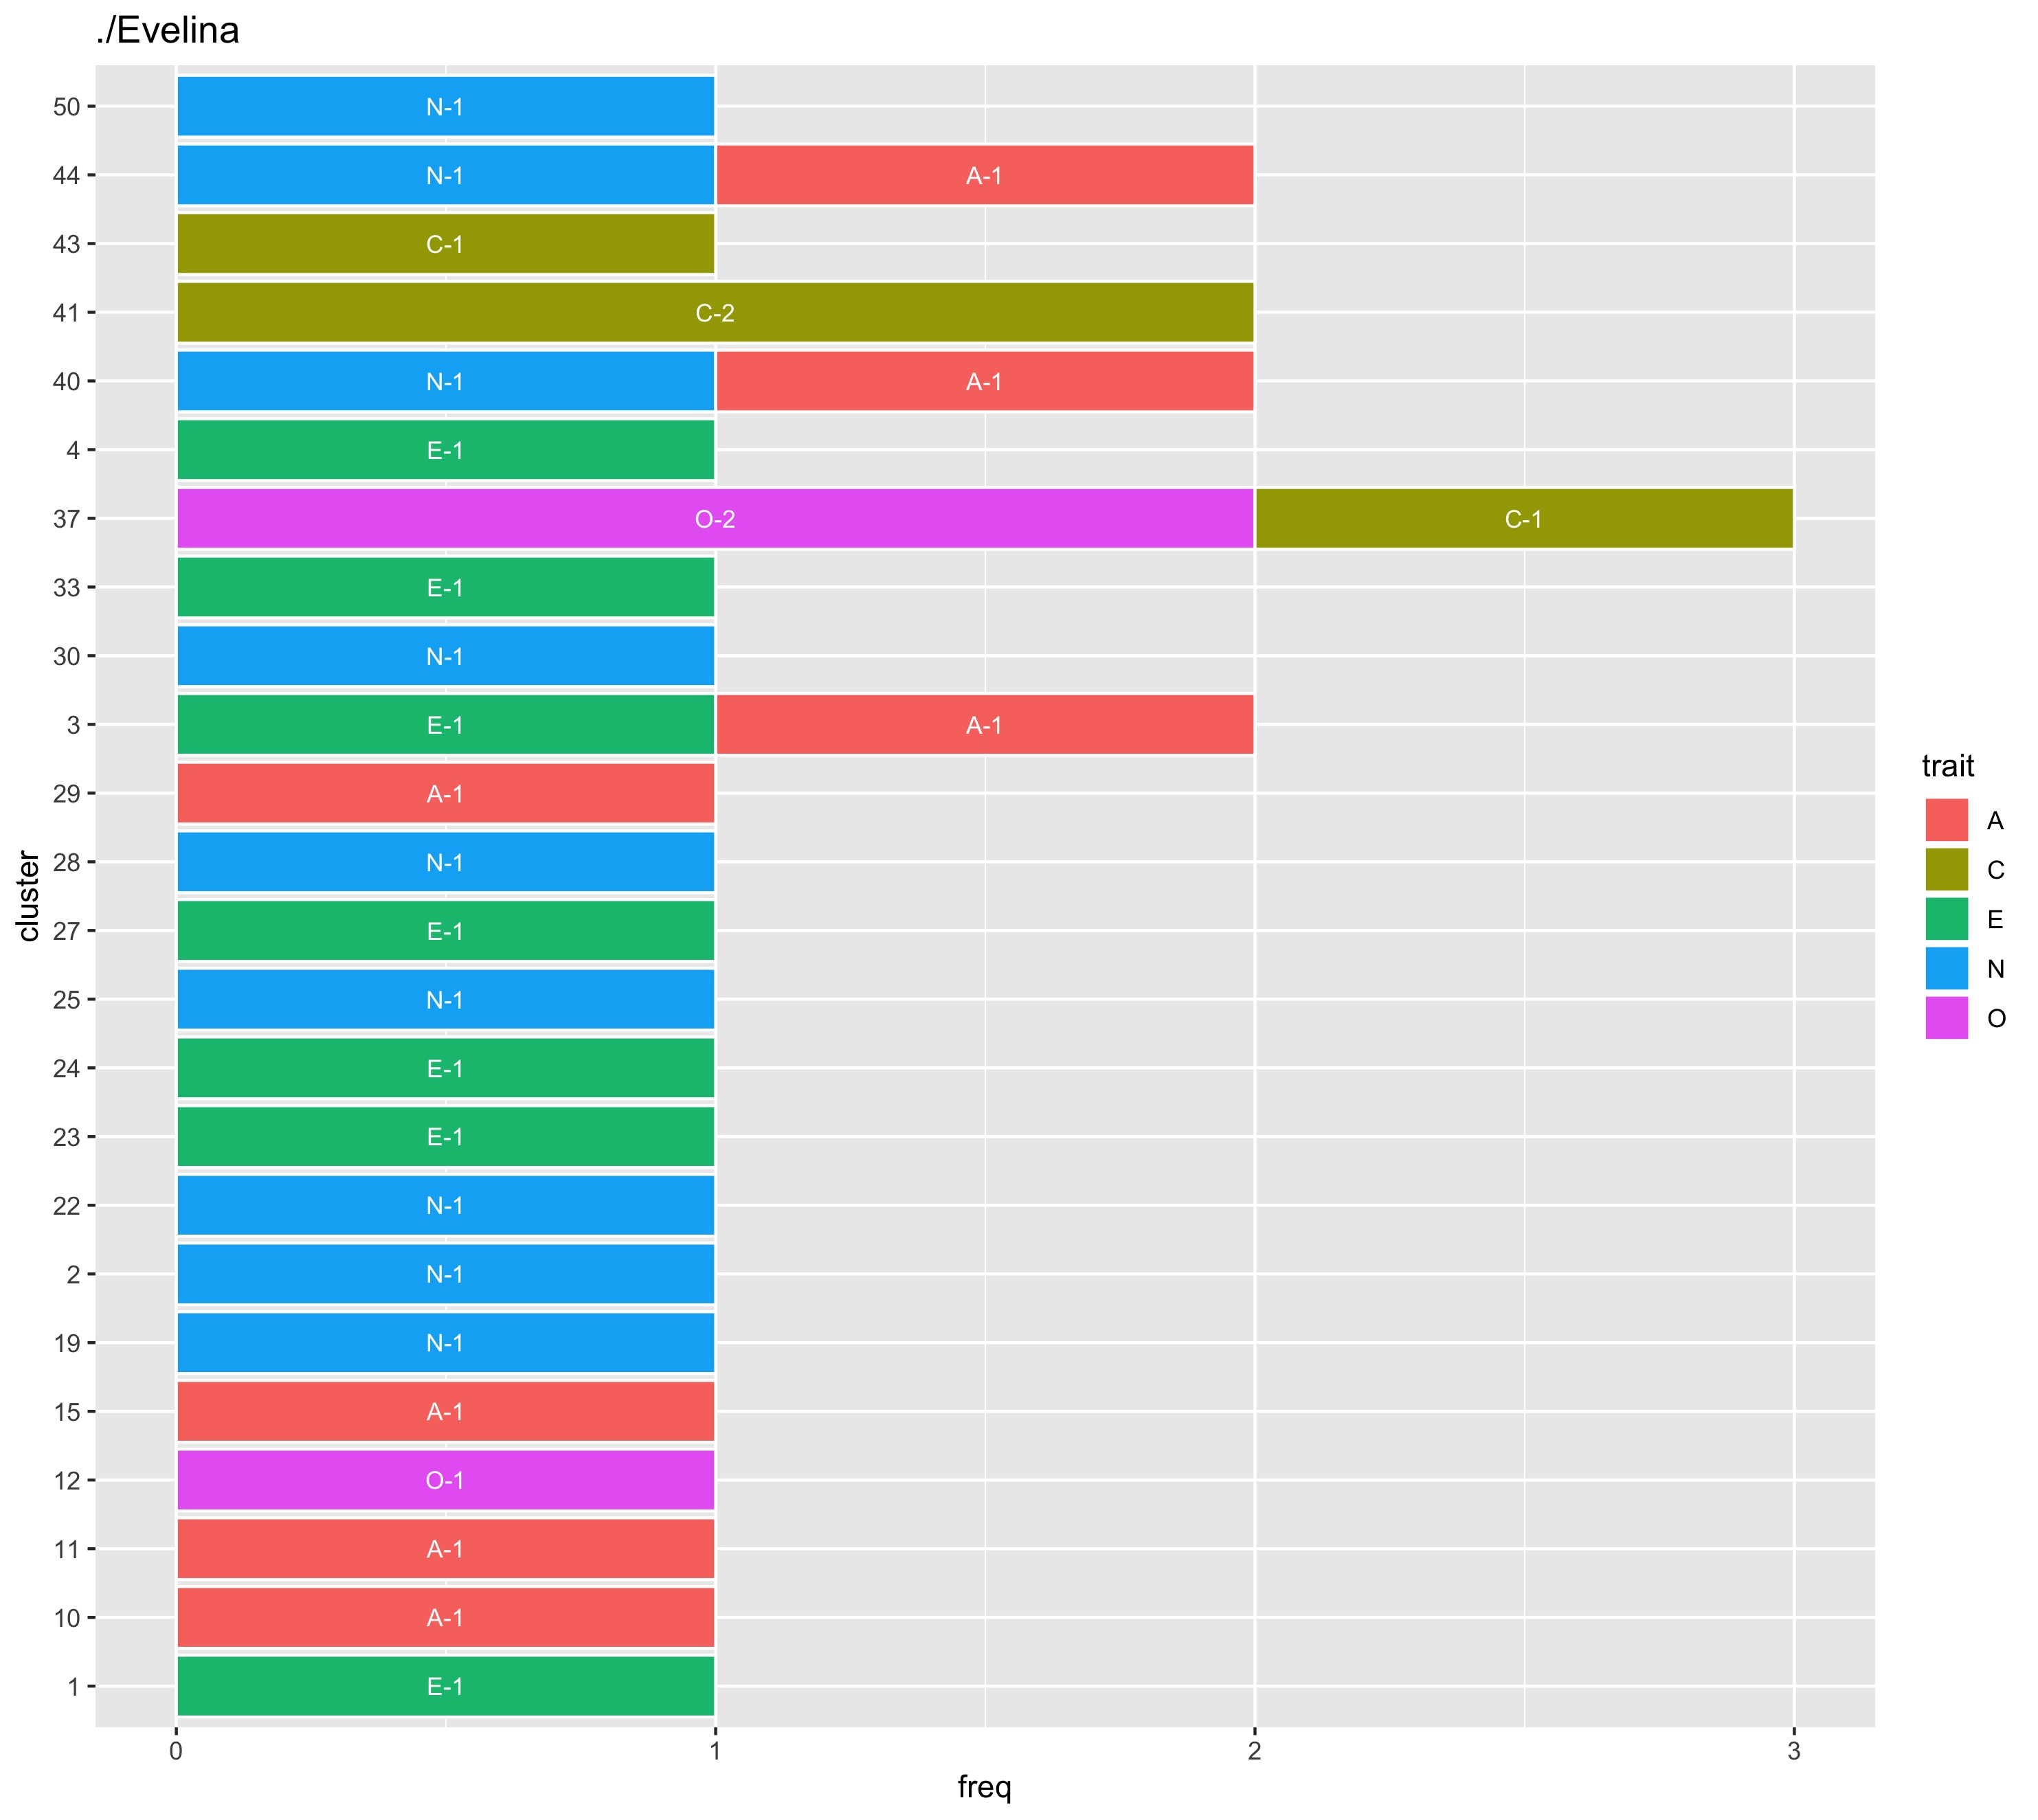 ./Evelina
50 N-1
44 N-1 A-1
43 C-1
41 C-2
40 N-1 A-1
4 E-1
37 O-2 C-1
33 E-1
30 N-1
3 E-1 A-1
29 A-1
28 N-1
27 E-1
25 N-1
24 E-1
23 E-1
22 N-1
2 N-1
19 N-1
15 A-1
12 O-1
11 A-1
10 A-1
1 E-1
0 1 2 3
freq
cluster
trait
A
C
E
N
O